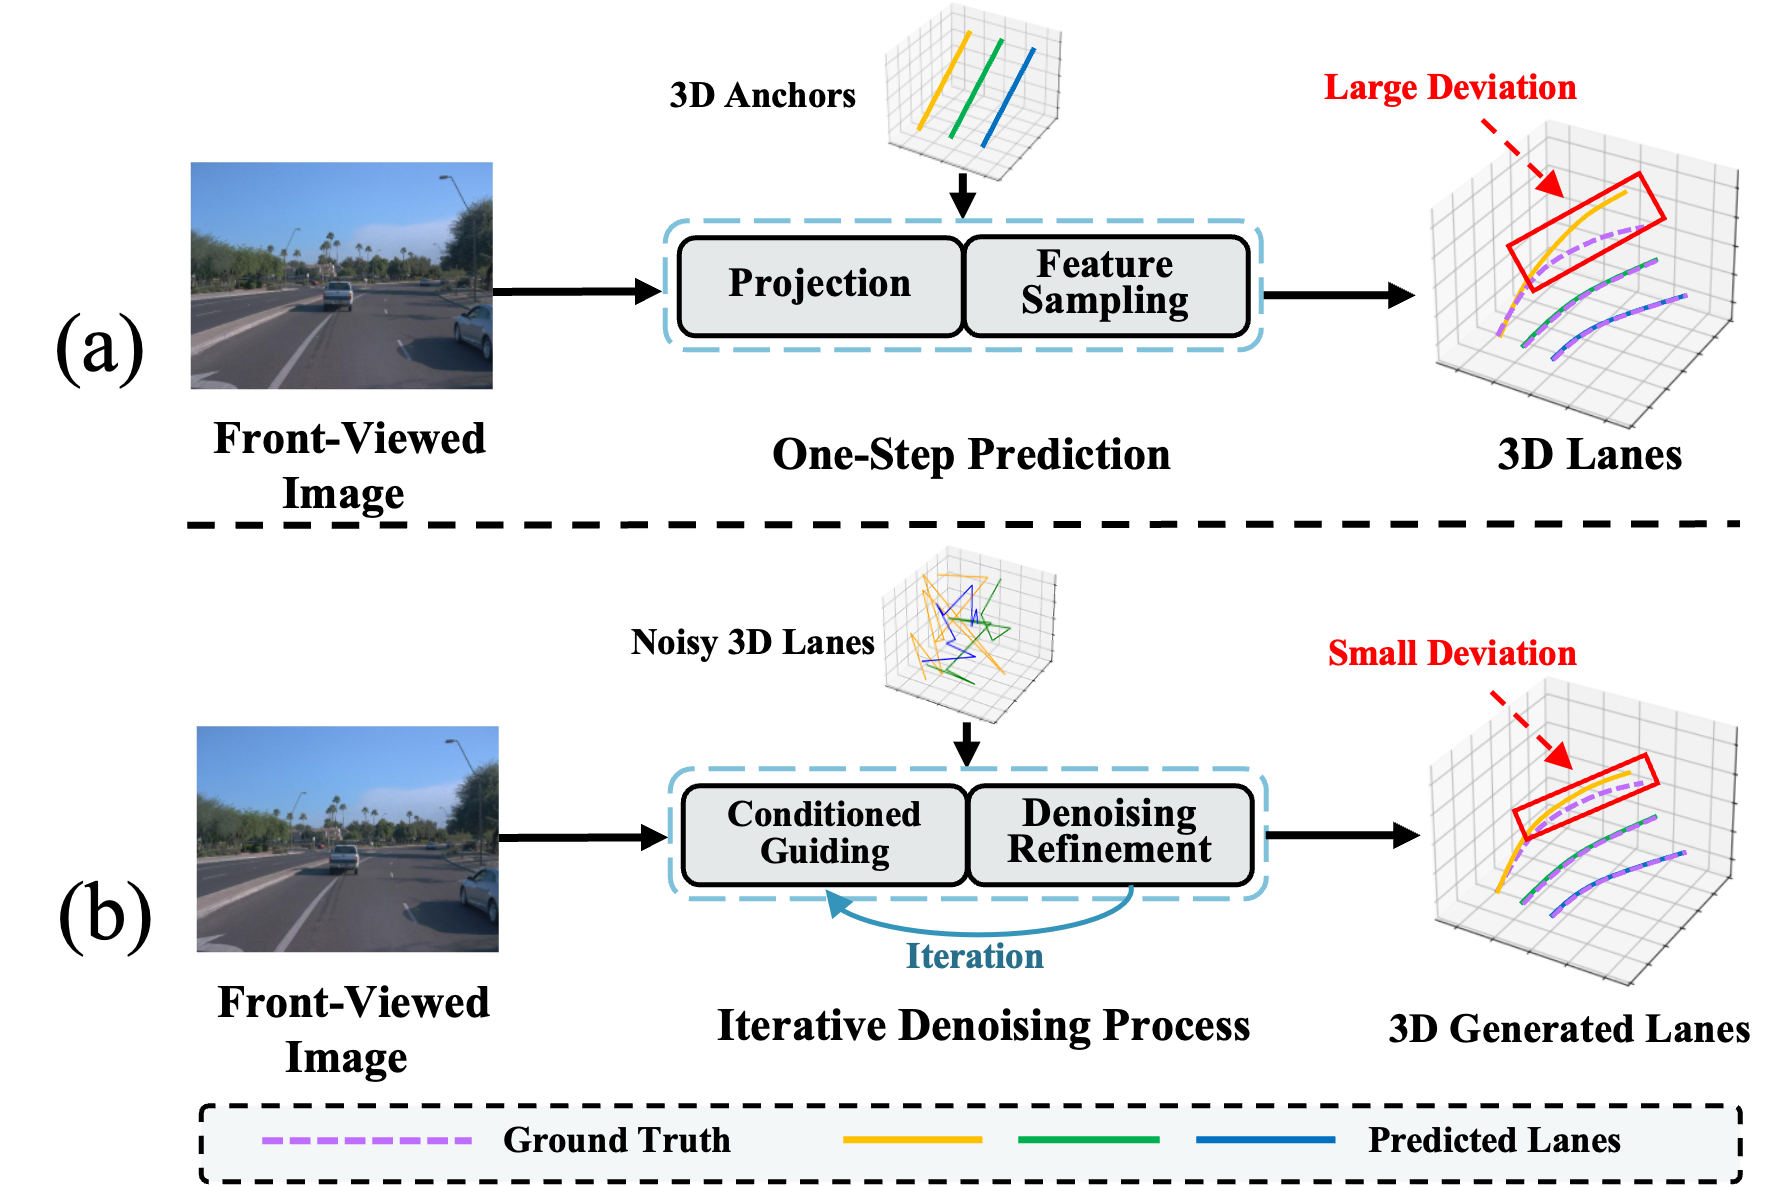 (a)
3D Anchors
Large Deviation
Projection
Feature
Sampling
Front-Viewed
Image
One-Step Prediction
3D Lanes
(b)
Noisy 3D Lanes
Small Deviation
Conditioned
Guiding
Denoising
Refinement
Iteration
Front-Viewed
Image
Iterative Denoising Process
3D Generated Lanes
Ground Truth
Predicted Lanes